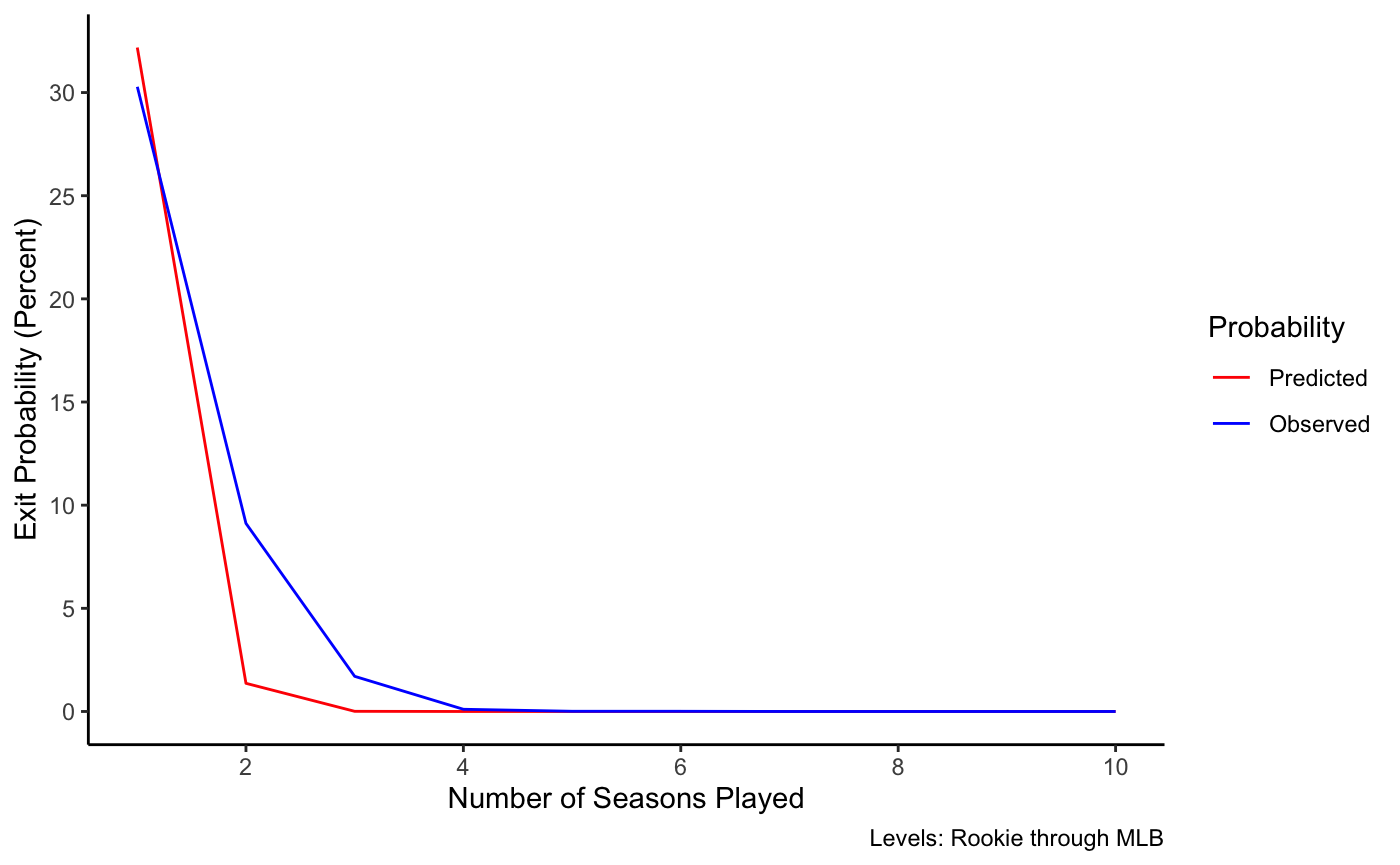 30
25
20
15
10
5
0
Exit Probability (Percent)
2 4 6 8 10
Number of Seasons Played
Levels: Rookie through MLB
Probability
Predicted
Observed